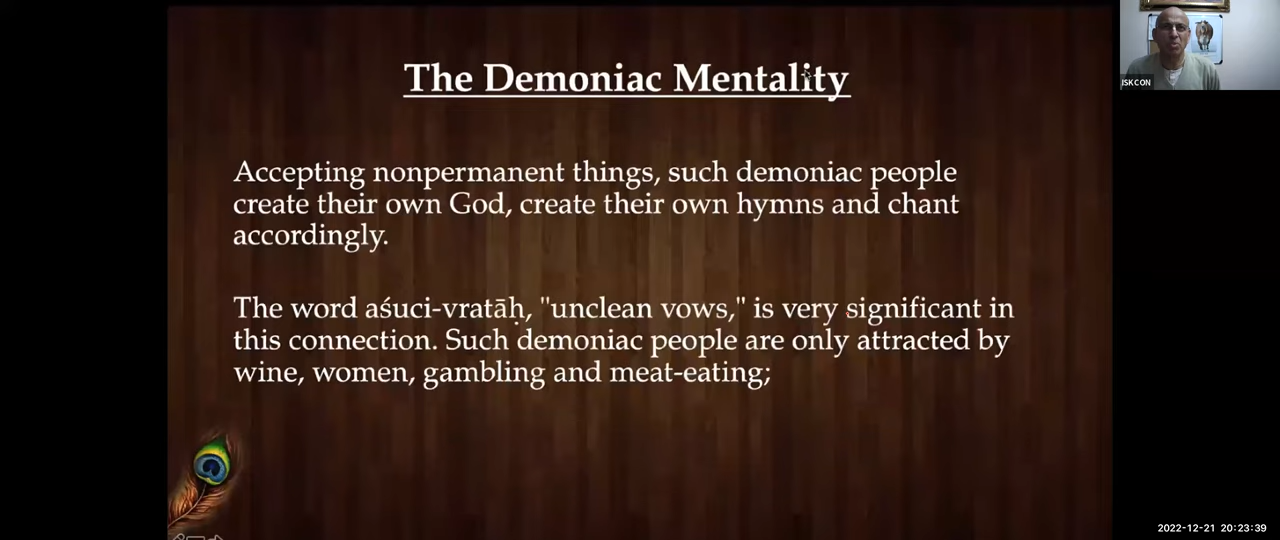 The Demoniac Mentality
Accepting nonpermanent things, such demoniac people
create their own God, create their own hymns and chant
accordingly.
The word aśuci-vratāḥ, "unclean vows," is very significant in
this connection. Such demoniac people are only attracted by
wine, women, gambling and meat-eating;
ISKCON
2022-12-21 20:23:39